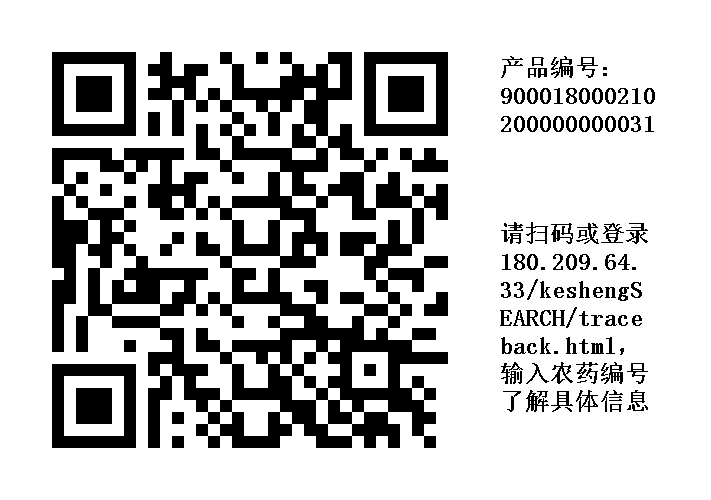 产品编号：
900018000210
200000000031
请扫码或登录
180.209.64.
33/keshengS
EARCH/trace
back.html，
输入农药编号
了解具体信息